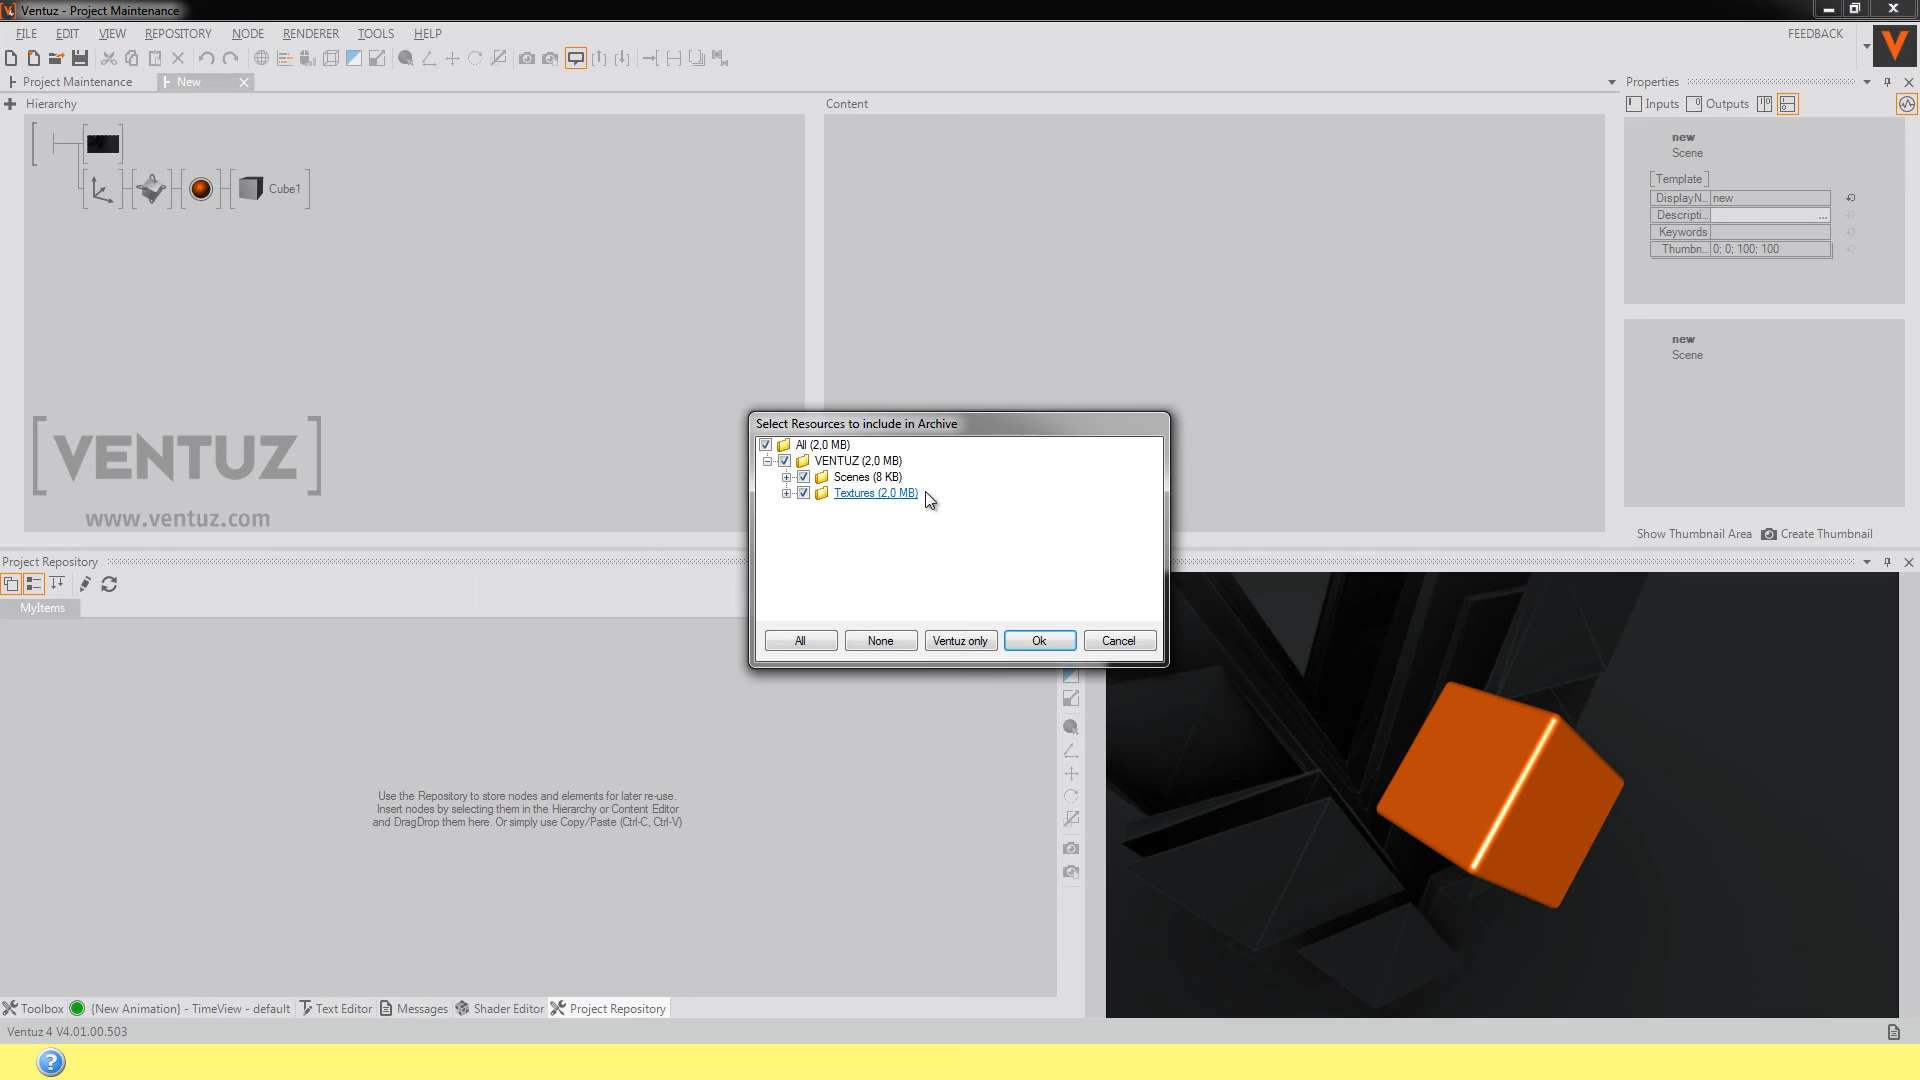 Ventuz - Project Maintenance
FILE EDIT VIEW REPOSITORY NODE RENDERER TOOLS HELP
FEEDBACK
Project Maintenance
New
Hierarchy
Content
Cube1
VENTUZ
www.ventuz.com
Properties
Inputs Outputs
new
Scene
Template
DisplayN... new
Descripti... ...
Keywords
Thumbn... 0; 0; 100; 100
new
Scene
Show Thumbnail Area Create Thumbnail
Select Resources to include in Archive
All (2,0 MB)
VENTUZ (2,0 MB)
Scenes (8 KB)
Textures (2,0 MB)
All None Ventuz only Ok Cancel
Project Repository
MyItems
Use the Repository to store nodes and elements for later re-use.
Insert nodes by selecting them in the Hierarchy or Content Editor
and DragDrop them here. Or simply use Copy/Paste (Ctrl-C, Ctrl-V)
Toolbox {New Animation} - TimeView - default Text Editor Messages Shader Editor Project Repository
Ventuz 4 V4.01.00.503